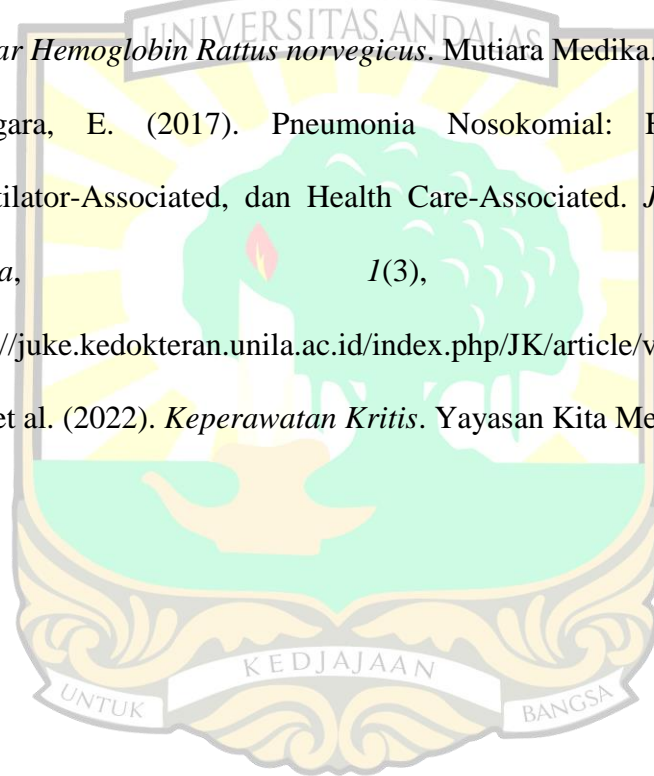 UNIVERSITAS ANDALAS
ar Hemoglobin Rattus norvegicus. Mutiara Medika.
gara, E. (2017). Pneumonia Nosokomial: H
tilator-Associated, dan Health Care-Associated. J
a, 1(3),
//juke.kedokteran.unila.ac.id/index.php/JK/article/v
et al. (2022). Keperawatan Kritis. Yayasan Kita Me
KEDJAJAAN
UNTUK BANGSA